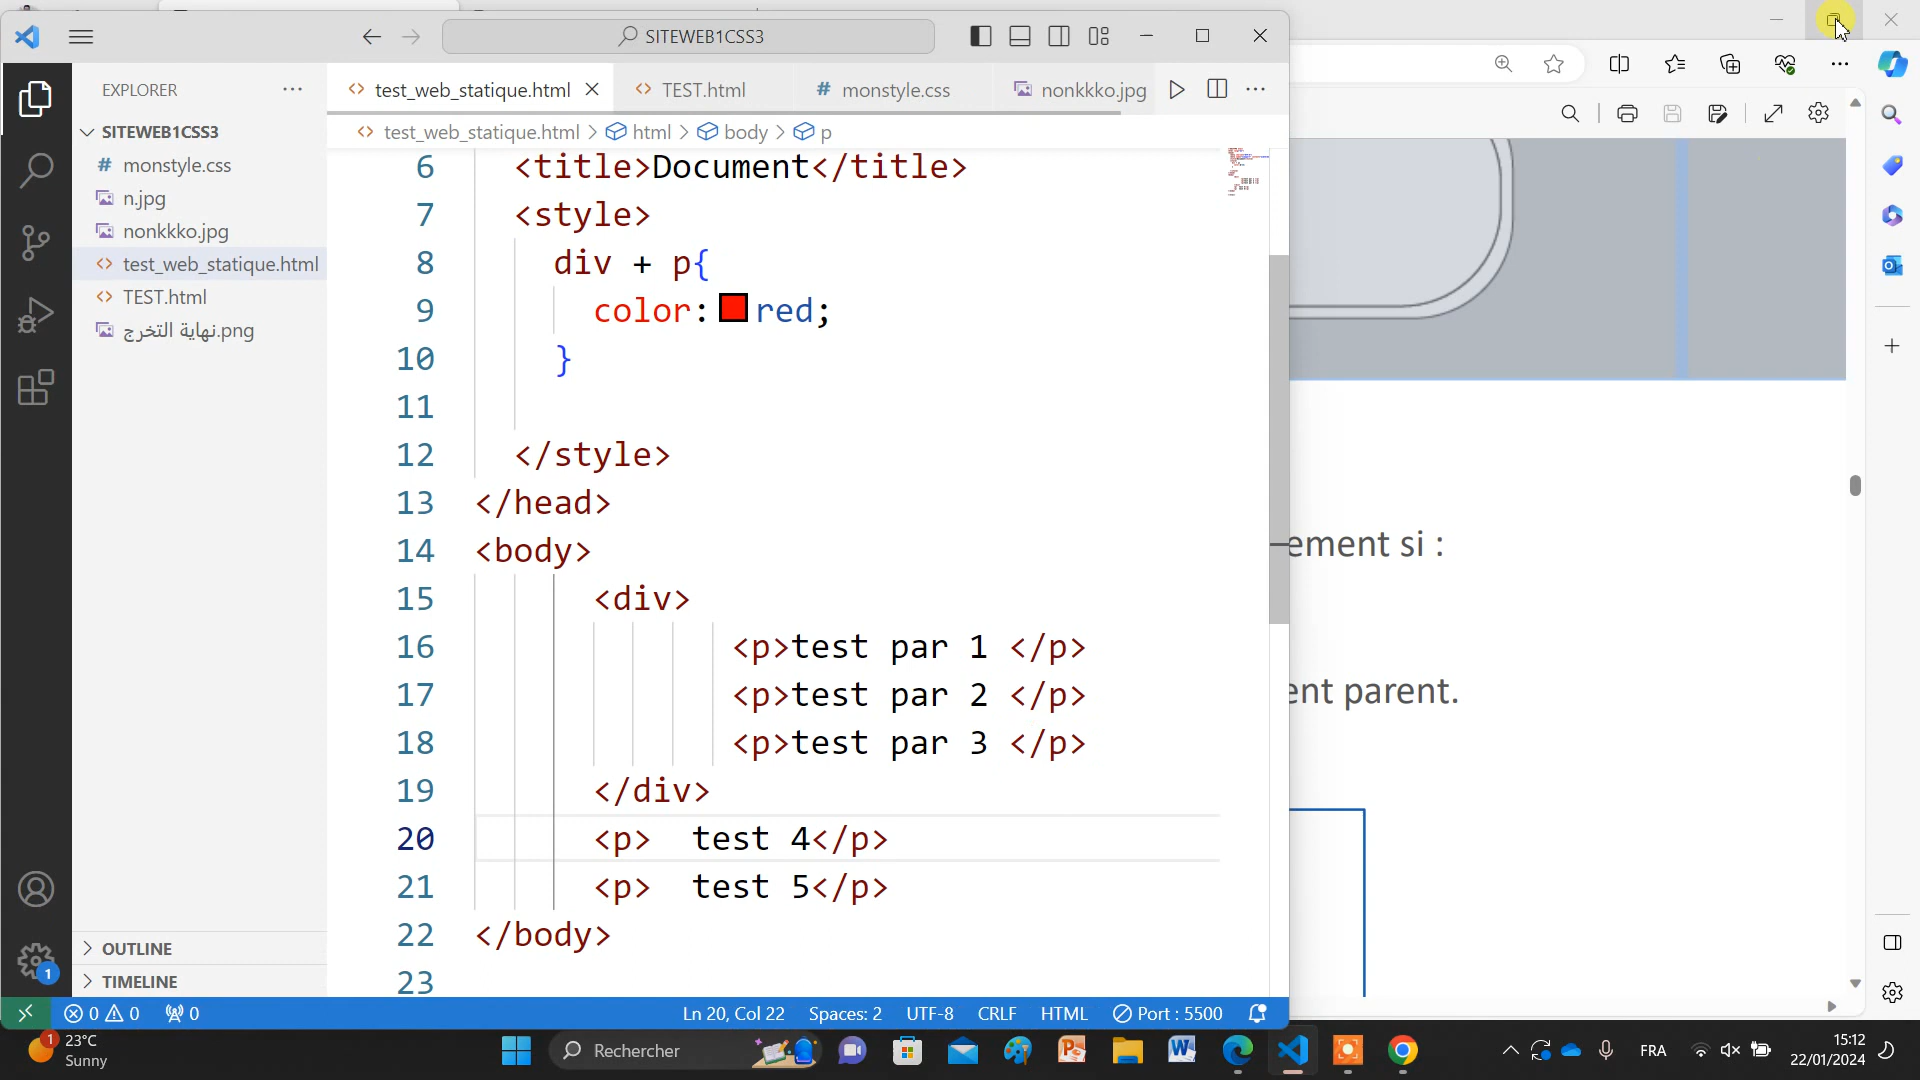 SITEWEB1CSS3
EXPLORER
test_web_statique.html
TEST.html
# monstyle.css
nonkkko.jpg
SITEWEB1CSS3
test_web_statique.html > html > body > p
# monstyle.css
n.jpg
nonkkko.jpg
test_web_statique.html
TEST.html
نهاية التخرج.png
6 <title>Document</title>
7 <style>
8 div + p{
9 color: red;
10 }
11
12 </style>
13 </head>
14 <body>
15 <div>
16 <p>test par 1 </p>
17 <p>test par 2 </p>
18 <p>test par 3 </p>
19 </div>
20 <p>  test 4</p>
21 <p>  test 5</p>
22 </body>
23
ement si :
ent parent.
OUTLINE
TIMELINE
1
0 0 0
Ln 20, Col 22
Spaces: 2
UTF-8
CRLF
HTML
Port : 5500
1
23°C
Sunny
Rechercher
FRA
15:12
22/01/2024